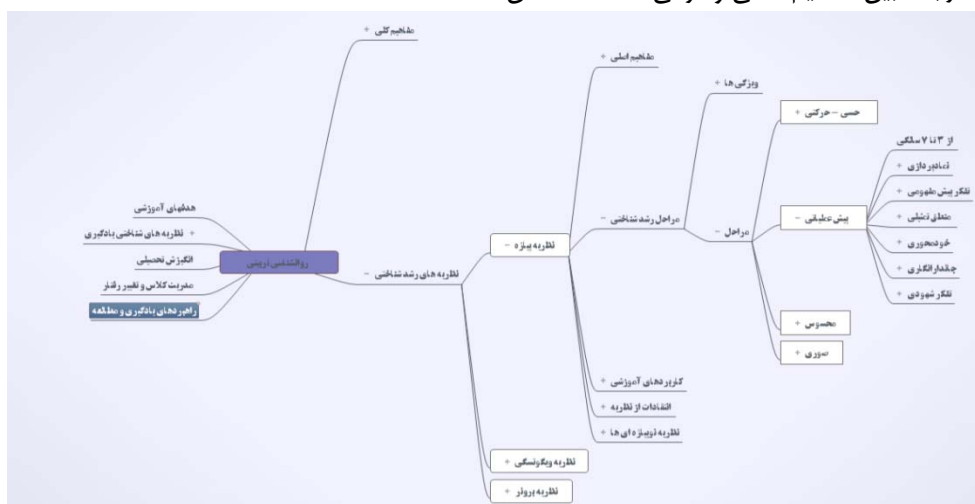 مفاهیم کلی +
مفاهیم اصلی +
ویژگی ها +
حسی - حرکتی +
از ۳ تا ۷ سالگی
نمادپردازی +
تفکر پیش مفهومی +
منطق تمثیلی +
پیش عملیاتی -
خودمحوری +
جاندارانگاری +
تفکر شهودی +
مراحل رشد شناختی -
مراحل -
هدفهای آموزشی
+ نظریه های شناختی یادگیری
انگیزش تحصیلی
مدیریت کلاس و تغییر رفتار
راهبردهای یادگیری و مطالعه
روانشناسی تربیتی
نظریه های رشد شناختی -
نظریه پیاژه -
محسوس +
صوری +
کاربردهای آموزشی +
انتقادات از نظریه +
نظریه نوپیاژه ای ها +
نظریه ویگوتسکی +
نظریه برونر +